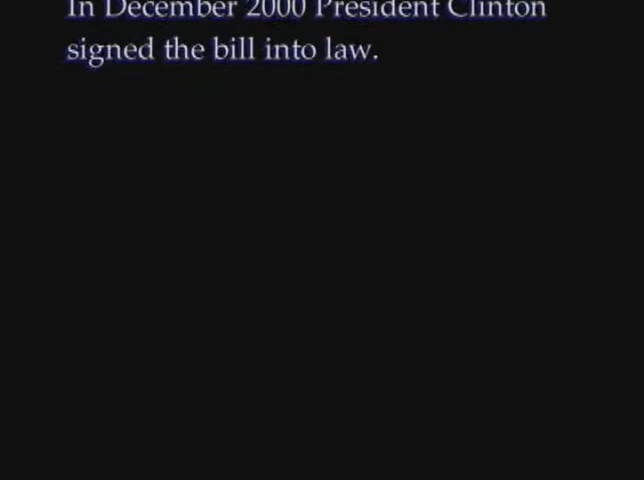 In December 2000 President Clinton
signed the bill into law.